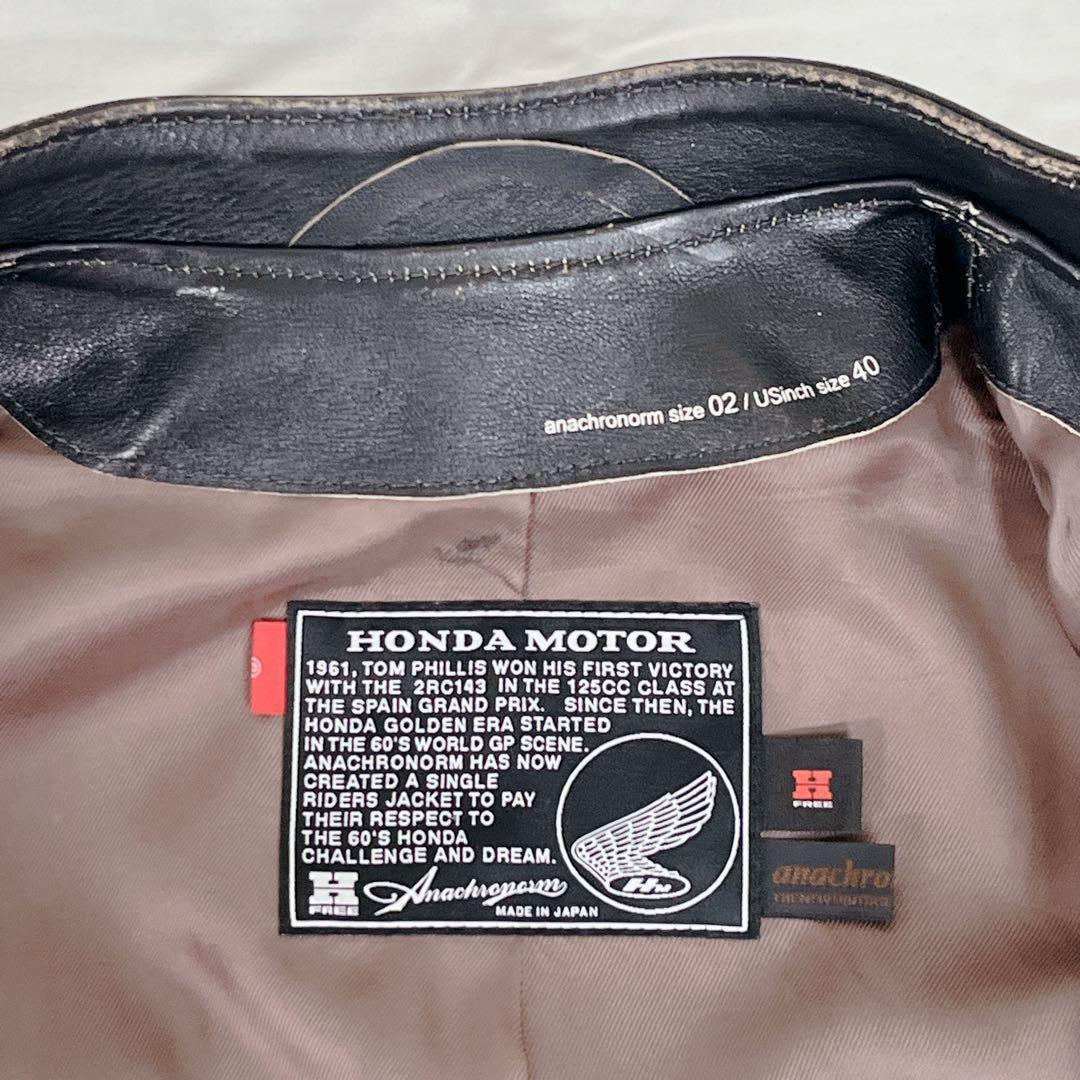 anachronorm size 02 / USinch size 40
HONDA MOTOR
1961, TOM PHILLIS WON HIS FIRST VICTORY
WITH THE 2RC143 IN THE 125CC CLASS AT
THE SPAIN GRAND PRIX. SINCE THEN, THE
HONDA GOLDEN ERA STARTED
IN THE 60'S WORLD GP SCENE.
ANACHRONORM HAS NOW
CREATED A SINGLE
RIDERS JACKET TO PAY
THEIR RESPECT TO
THE 60'S HONDA
CHALLENGE AND DREAM.
HM
H
FREE
Anachronorm
MADE IN JAPAN
®
H
FREE
anachro